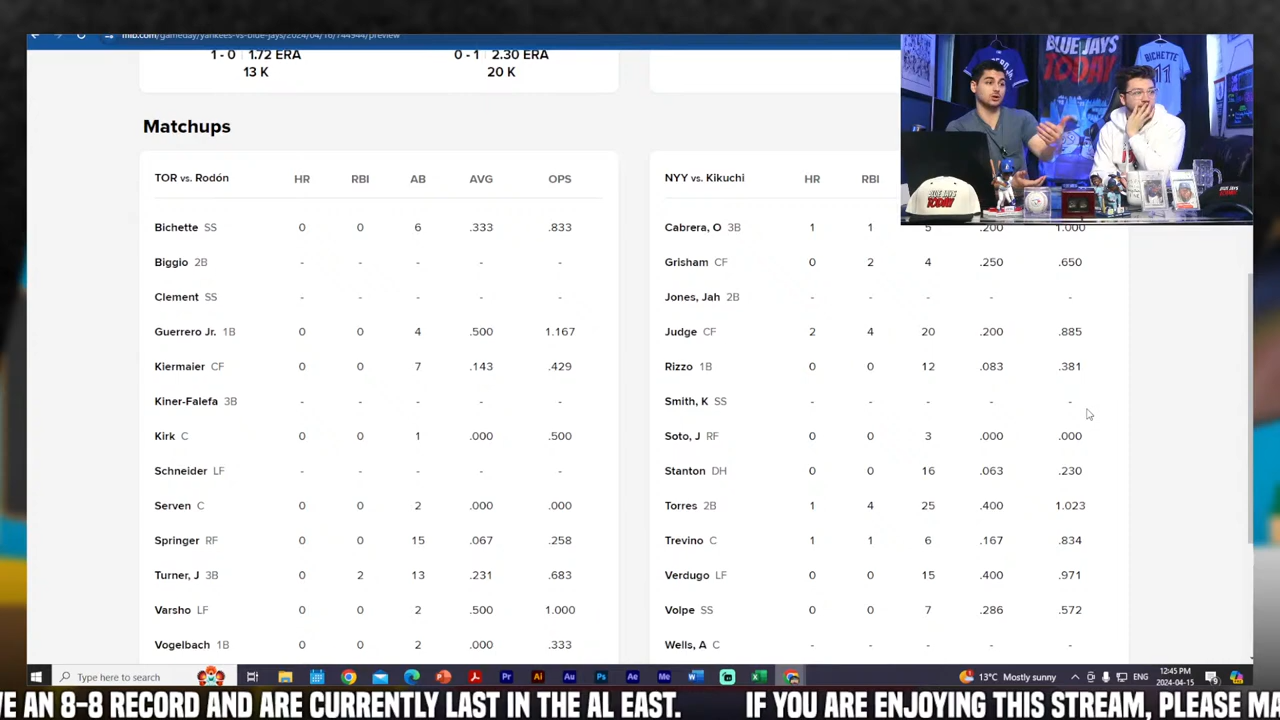 mlb.com/gameday/yankees-vs-blue-jays/2024/04/16/744944/preview
1 - 0 | 1.72 ERA
13 K
0 - 1 | 2.30 ERA
20 K
Matchups
TOR vs. Rodón HR RBI AB AVG OPS
Bichette SS 0 0 6 .333 .833
Biggio 2B - - - - -
Clement SS - - - - -
Guerrero Jr. 1B 0 0 4 .500 1.167
Kiermaier CF 0 0 7 .143 .429
Kiner-Falefa 3B - - - - -
Kirk C 0 0 1 .000 .500
Schneider LF - - - - -
Serven C 0 0 2 .000 .000
Springer RF 0 0 15 .067 .258
Turner, J 3B 0 2 13 .231 .683
Varsho LF 0 0 2 .500 1.000
Vogelbach 1B 0 0 2 .000 .333
NYY vs. Kikuchi HR RBI
Cabrera, O 3B 1 1 5 .200 1.000
Grisham CF 0 2 4 .250 .650
Jones, Jah 2B - - - - -
Judge CF 2 4 20 .200 .885
Rizzo 1B 0 0 12 .083 .381
Smith, K SS - - - - -
Soto, J RF 0 0 3 .000 .000
Stanton DH 0 0 16 .063 .230
Torres 2B 1 4 25 .400 1.023
Trevino C 1 1 6 .167 .834
Verdugo LF 0 0 15 .400 .971
Volpe SS 0 0 7 .286 .572
Wells, A C - - - - -
BLUE JAYS
TODAY
BICHETTE
11
BLUE JAYS
TODAY
Type here to search
13°C Mostly sunny
ENG
12:45 PM
2024-04-15
VE AN 8-8 RECORD AND ARE CURRENTLY LAST IN THE AL EAST. IF YOU ARE ENJOYING THIS STREAM, PLEASE MA